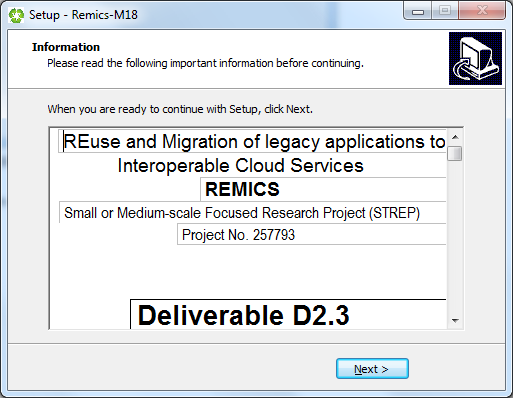 Setup - Remics-M18
Information
Please read the following important information before continuing.
When you are ready to continue with Setup, click Next.
REuse and Migration of legacy applications to
Interoperable Cloud Services
REMICS
Small or Medium-scale Focused Research Project (STREP)
Project No. 257793
Deliverable D2.3
Next >